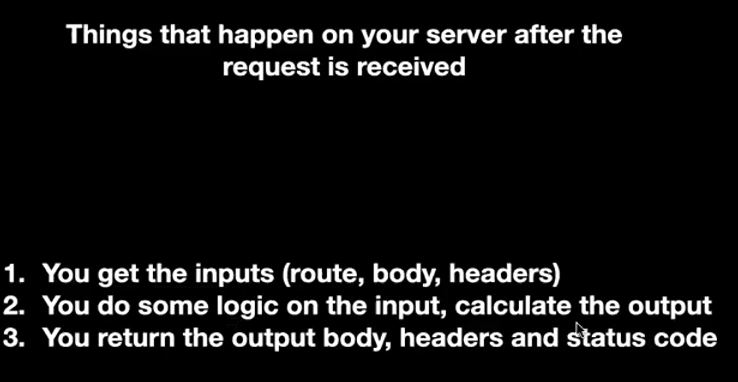 Things that happen on your server after the
request is received
1. You get the inputs (route, body, headers)
2. You do some logic on the input, calculate the output
3. You return the output body, headers and status code